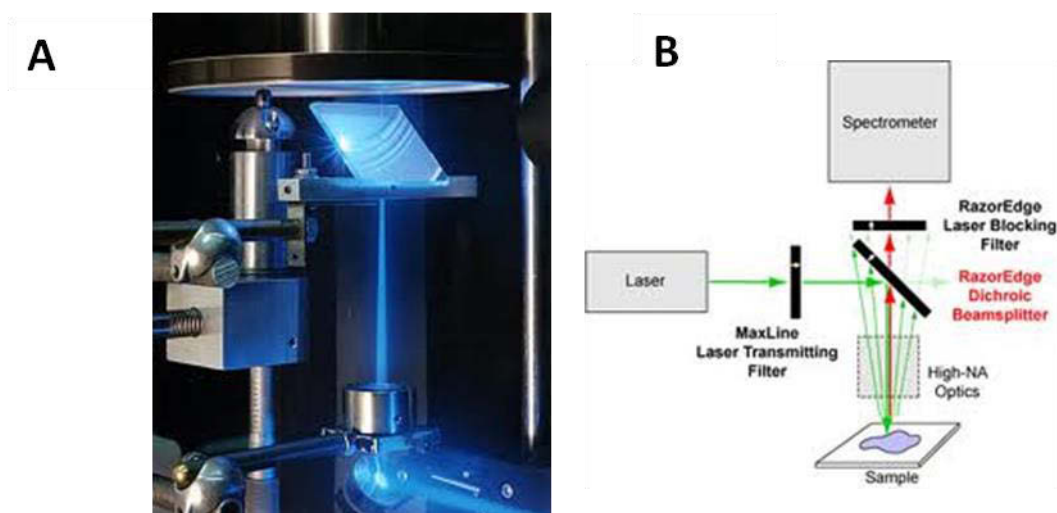 A
B
Spectrometer
RazorEdge
Laser Blocking
Filter
Laser
RazorEdge
Dichroic
Beamsplitter
MaxLine
Laser Transmitting
Filter
High-NA
Optics
Sample